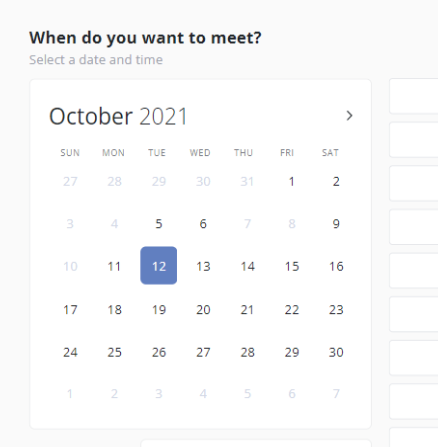 When do you want to meet?
Select a date and time
October 2021 >
SUN MON TUE WED THU FRI SAT
27 28 29 30 31 1 2
3 4 5 6 7 8 9
10 11 12 13 14 15 16
17 18 19 20 21 22 23
24 25 26 27 28 29 30
1 2 3 4 5 6 7